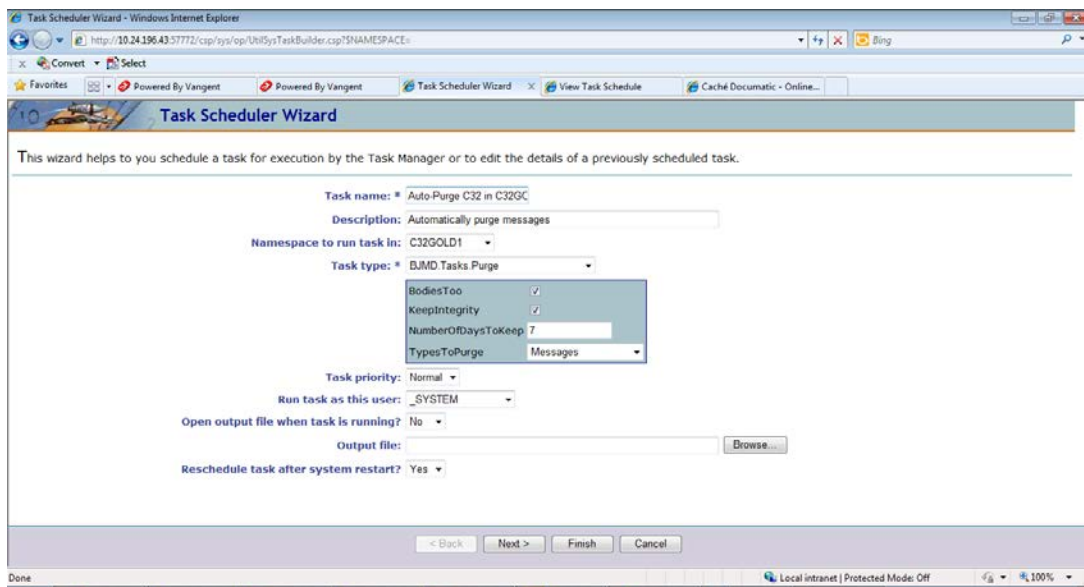 Task Scheduler Wizard - Windows Internet Explorer
http://10.24.196.43:57772/csp/sys/op/UtilSysTaskBuilder.csp?$NAMESPACE=
Bing
x Convert Select
Favorites Powered By Vangent Powered By Vangent Task Scheduler Wizard x View Task Schedule Caché Documatic - Online...
Task Scheduler Wizard
This wizard helps to you schedule a task for execution by the Task Manager or to edit the details of a previously scheduled task.
Task name: * Auto-Purge C32 in C32GO
Description: Automatically purge messages
Namespace to run task in: C32GOLD1
Task type: * BJMD.Tasks.Purge
BodiesToo
KeepIntegrity
NumberOfDaysToKeep 7
TypesToPurge Messages
Task priority: Normal
Run task as this user: _SYSTEM
Open output file when task is running? No
Output file: Browse...
Reschedule task after system restart? Yes
< Back Next > Finish Cancel
Done Local intranet | Protected Mode: Off 100%